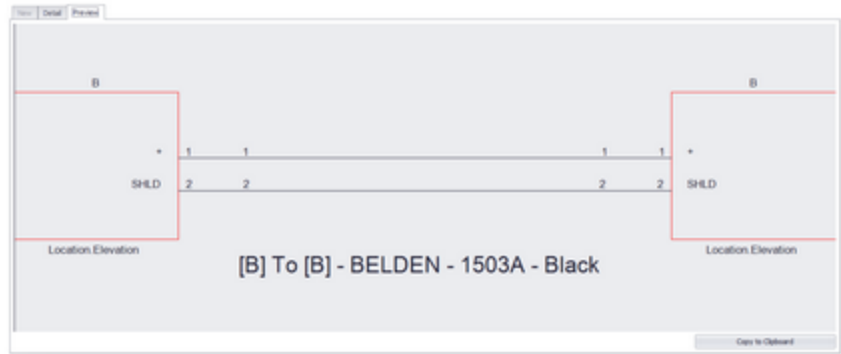 New Detail Preview
B B
+ 1 1 1 1 +
SHLD 2 2 2 2 SHLD
Location.Elevation Location.Elevation
[B] To [B] - BELDEN - 1503A - Black
Copy to Clipboard